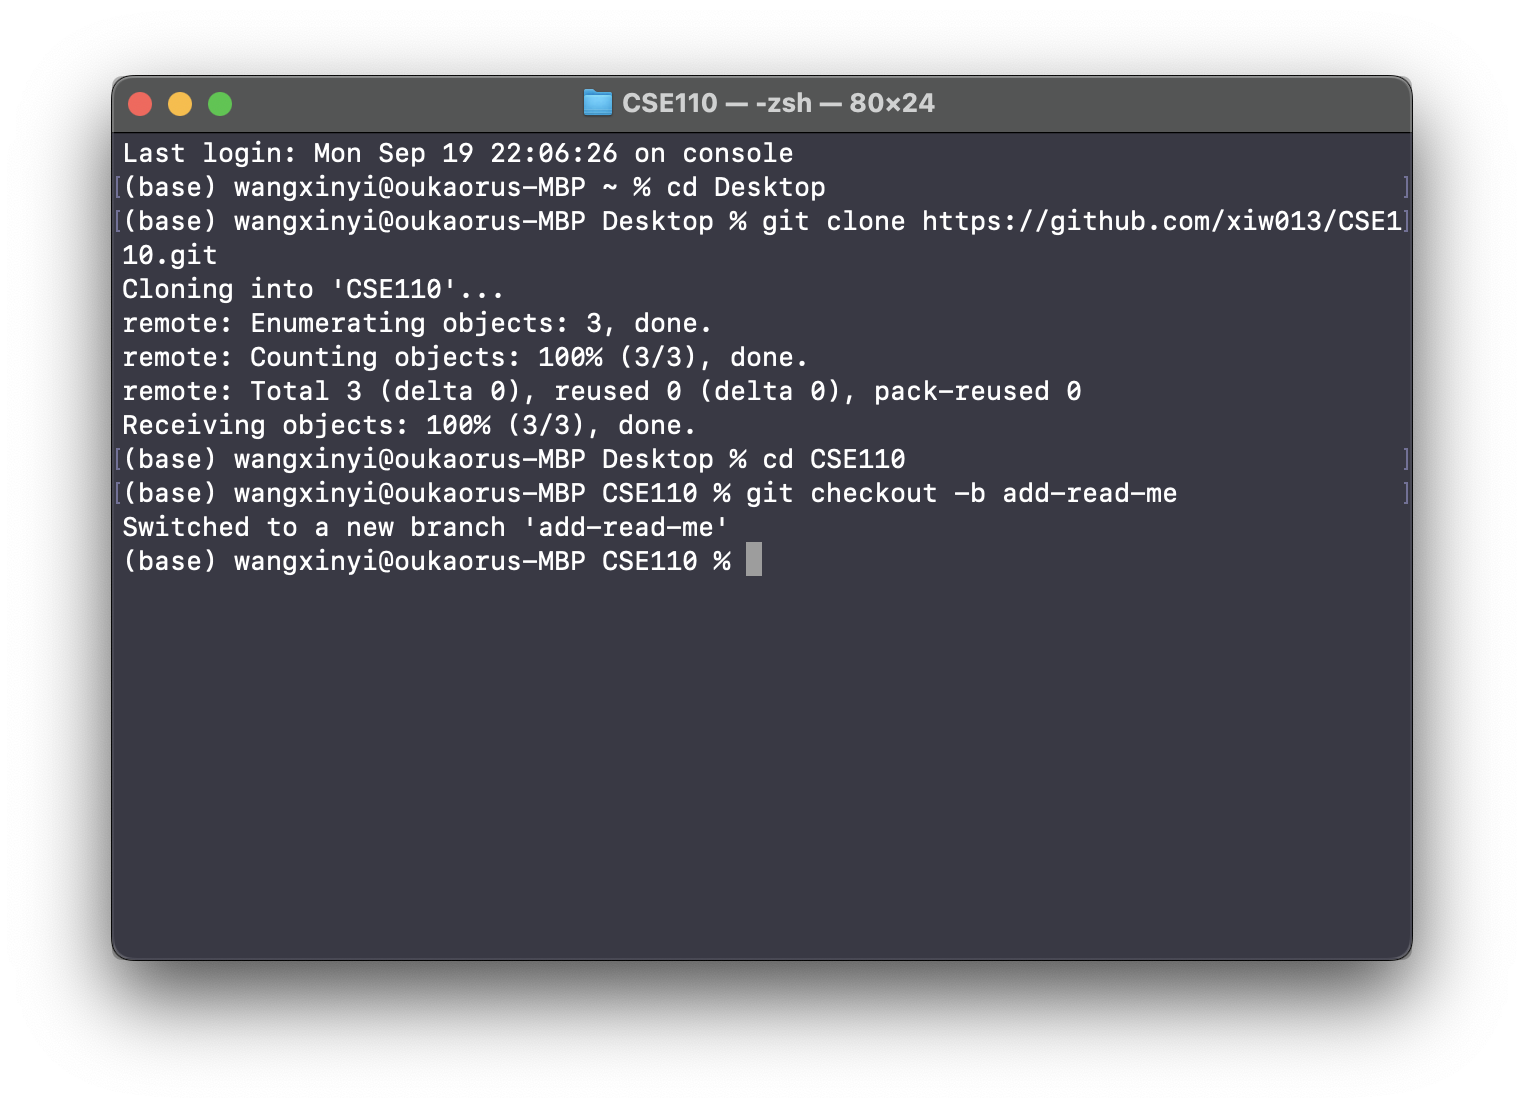 CSE110 — -zsh — 80×24
Last login: Mon Sep 19 22:06:26 on console
[(base) wangxinyi@oukaorus-MBP ~ % cd Desktop ]
[(base) wangxinyi@oukaorus-MBP Desktop % git clone https://github.com/xiw013/CSE1]
10.git
Cloning into 'CSE110'...
remote: Enumerating objects: 3, done.
remote: Counting objects: 100% (3/3), done.
remote: Total 3 (delta 0), reused 0 (delta 0), pack-reused 0
Receiving objects: 100% (3/3), done.
[(base) wangxinyi@oukaorus-MBP Desktop % cd CSE110 ]
[(base) wangxinyi@oukaorus-MBP CSE110 % git checkout -b add-read-me ]
Switched to a new branch 'add-read-me'
(base) wangxinyi@oukaorus-MBP CSE110 %